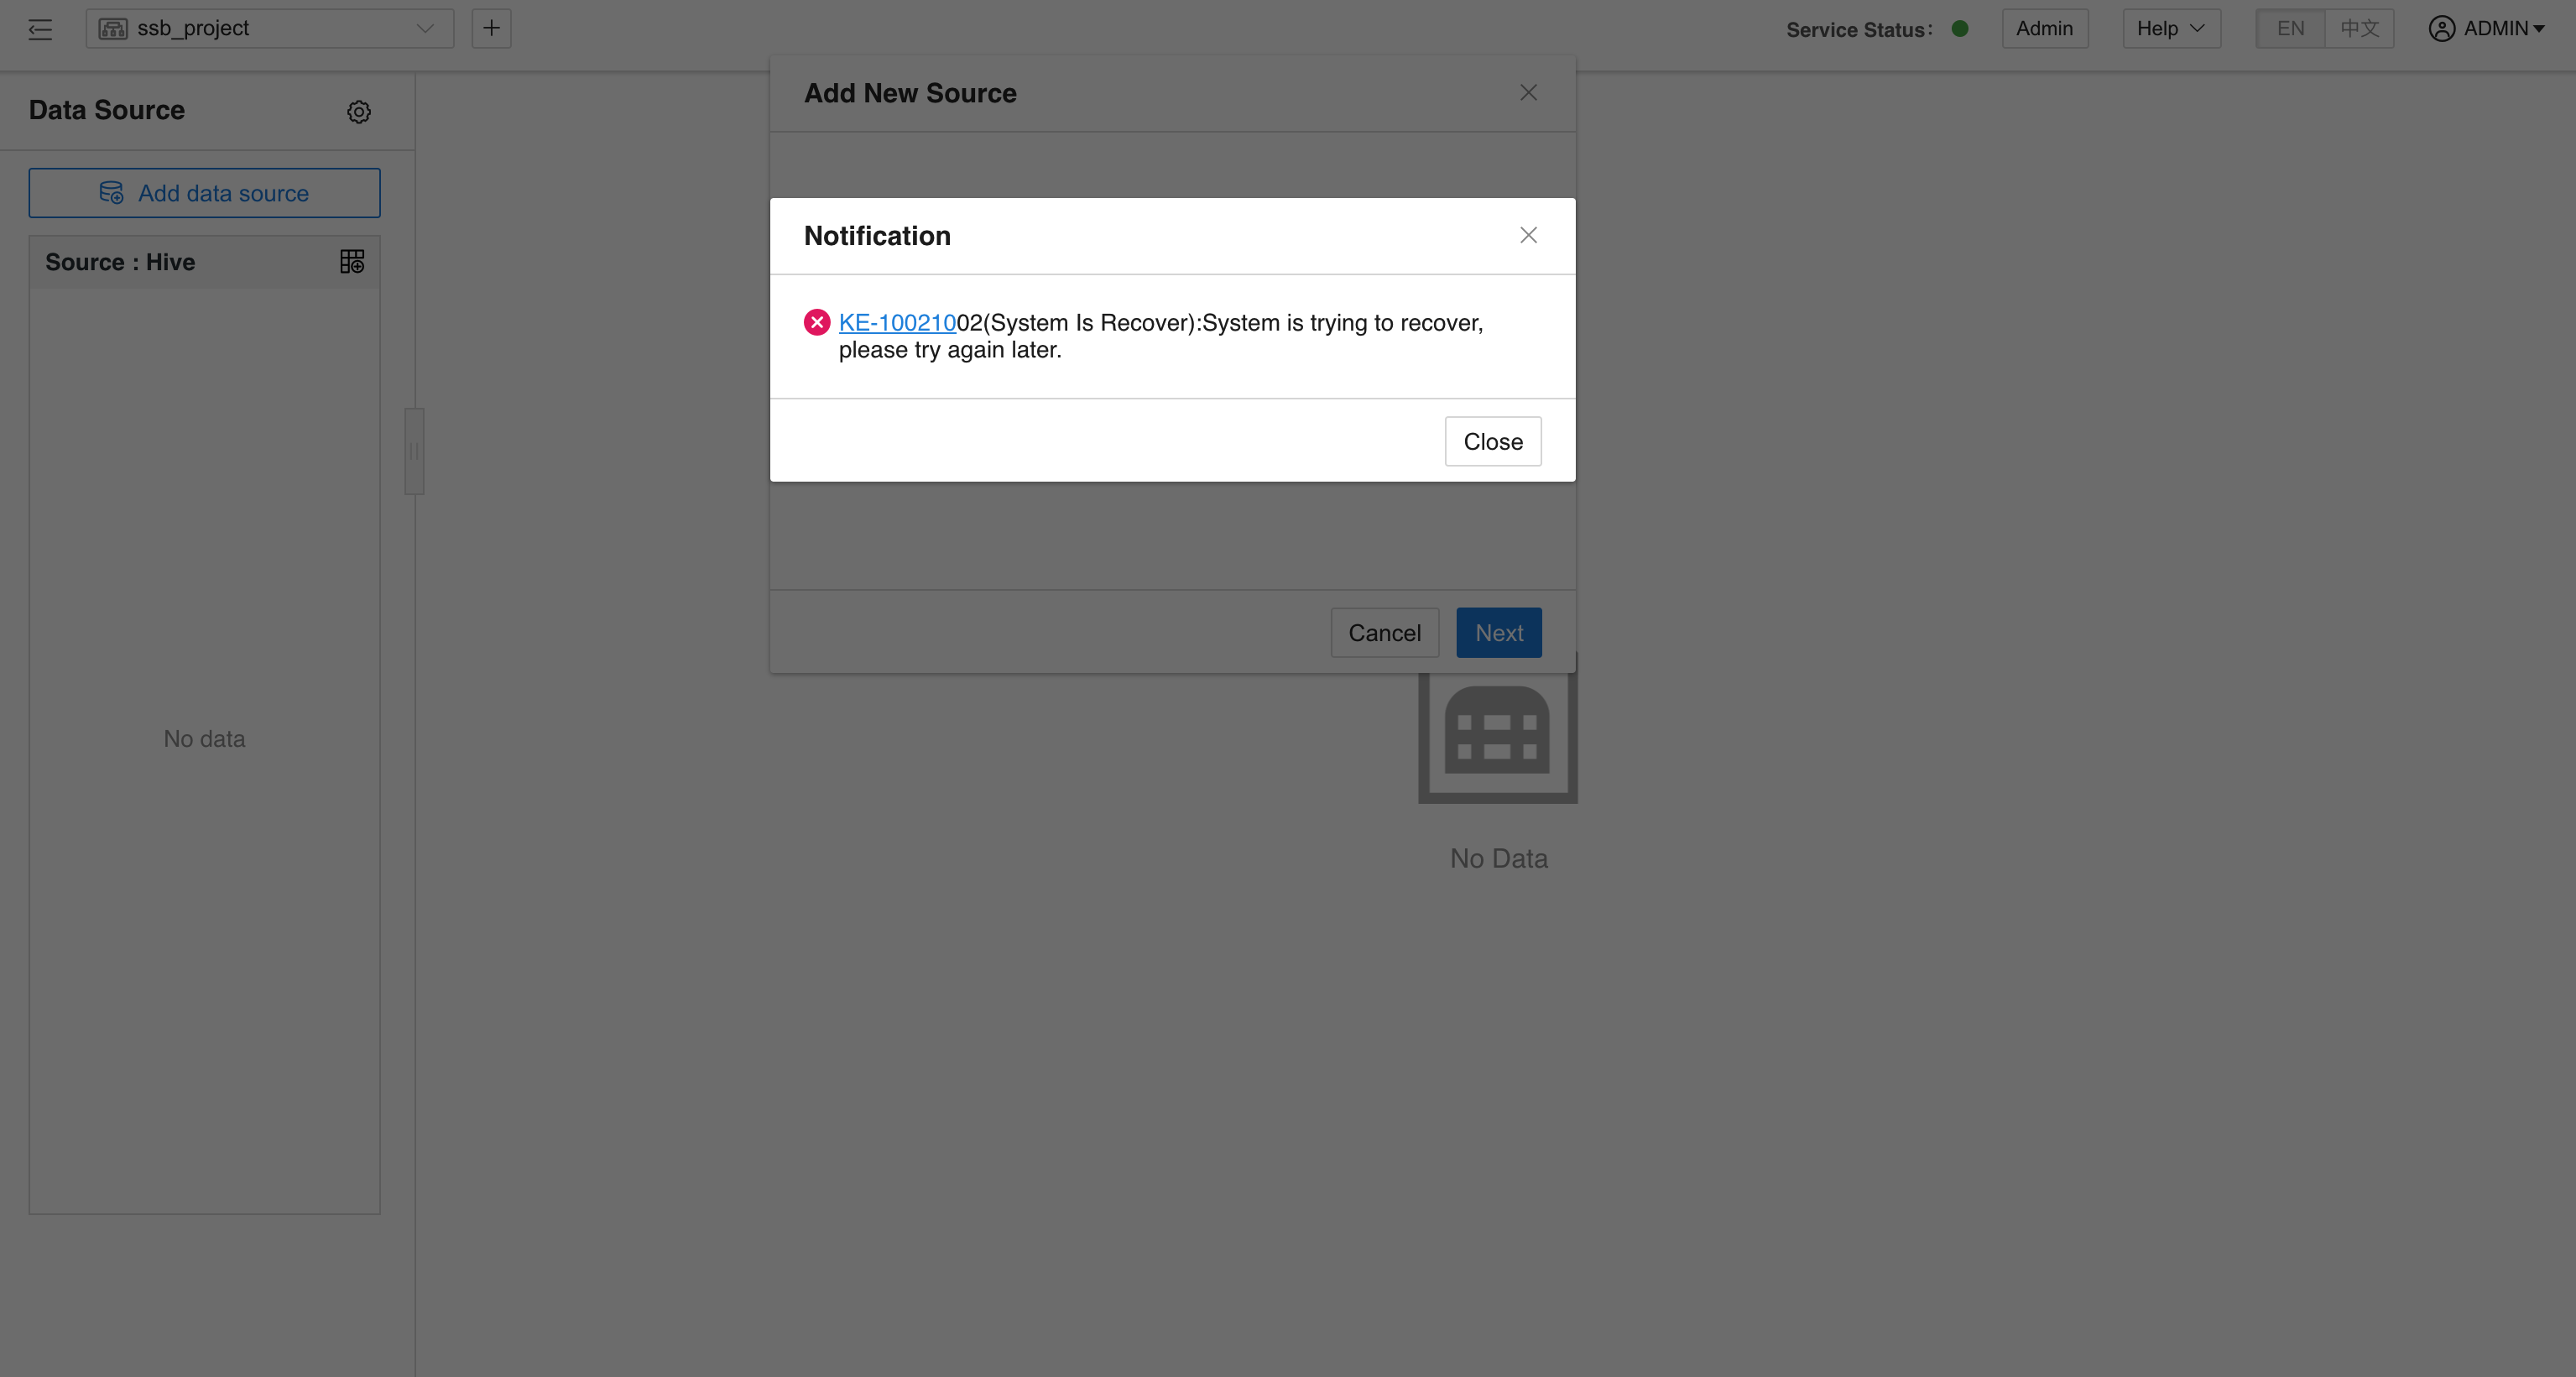 ssb_project
Service Status:
Admin
Help
EN
中文
ADMIN
Data Source
Add New Source
Add data source
Source : Hive
Notification
KE-10021002(System Is Recover):System is trying to recover,
please try again later.
Close
Cancel
Next
No data
No Data